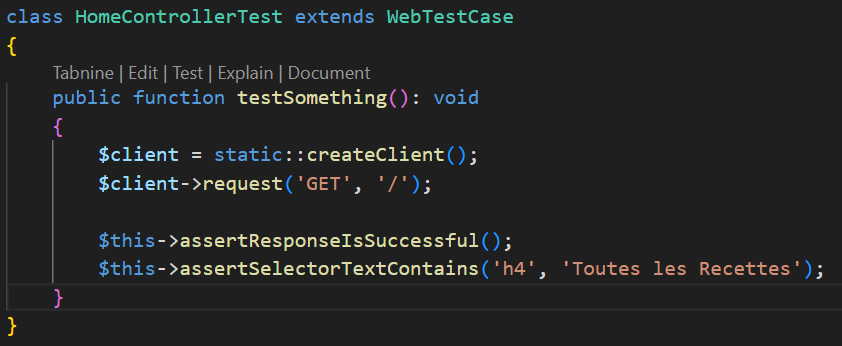 class HomeControllerTest extends WebTestCase
{
Tabnine | Edit | Test | Explain | Document
public function testSomething(): void
{
$client = static::createClient();
$client->request('GET', '/');
$this->assertResponseIsSuccessful();
$this->assertSelectorTextContains('h4', 'Toutes les Recettes');
}
}